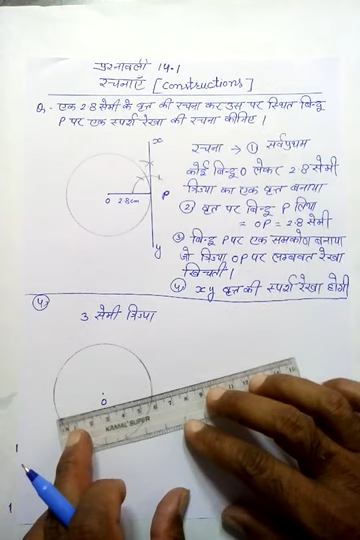 प्रश्नावली 14.1
रचनाएँ [constructions]
Q.- एक 2.8 सेमी के वृत्त की रचना कर उस पर स्थित बिन्दु
P पर एक स्पर्श रेखा की रचना कीजिए।
रचना → ① सर्वप्रथम
कोई बिन्दु O लेकर 2.8 सेमी
त्रिज्या का एक वृत्त बनाया
② वृत्त पर बिन्दु P लिया
= OP = 2.8 सेमी
③ बिन्दु P पर एक समकोण बनाया
जो त्रिज्या OP पर लम्बवत रेखा
खिचती।
④ xy वृत्त की स्पर्श रेखा होगी
x
O 2.8cm P
y
4.
3 सेमी त्रिज्या
O
KAMAL SUPER